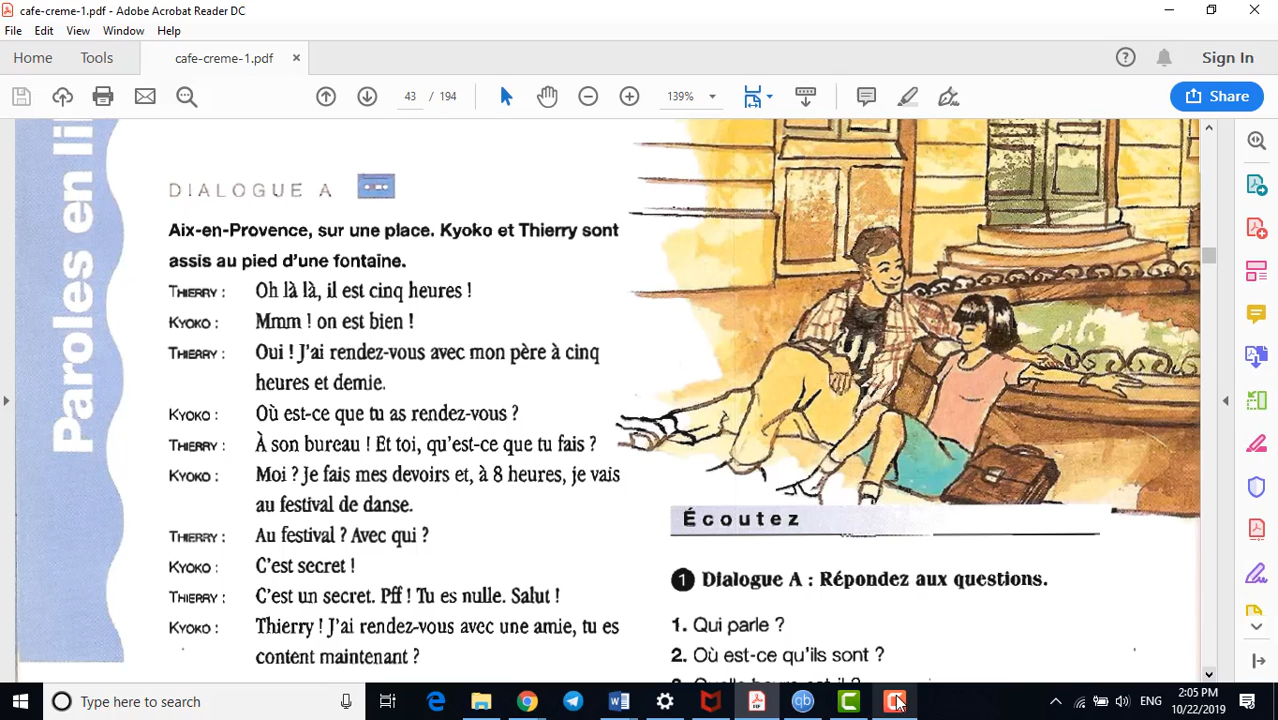 cafe-creme-1.pdf - Adobe Acrobat Reader DC
File Edit View Window Help
Home Tools cafe-creme-1.pdf × Sign In
43 / 194 139% Share
Paroles en
DIALOGUE A
Aix-en-Provence, sur une place. Kyoko et Thierry sont
assis au pied d'une fontaine.
THIERRY : Oh là là, il est cinq heures !
KYOKO : Mmm ! on est bien !
THIERRY : Oui ! J'ai rendez-vous avec mon père à cinq
heures et demie.
KYOKO : Où est-ce que tu as rendez-vous ?
THIERRY : À son bureau ! Et toi, qu'est-ce que tu fais ?
KYOKO : Moi ? Je fais mes devoirs et, à 8 heures, je vais
au festival de danse.
THIERRY : Au festival ? Avec qui ?
KYOKO : C'est secret !
THIERRY : C'est un secret. Pff ! Tu es nulle. Salut !
KYOKO : Thierry ! J'ai rendez-vous avec une amie, tu es
content maintenant ?
Écoutez
1 Dialogue A : Répondez aux questions.
1. Qui parle ?
2. Où est-ce qu'ils sont ?
Type here to search
ENG
2:05 PM
10/22/2019